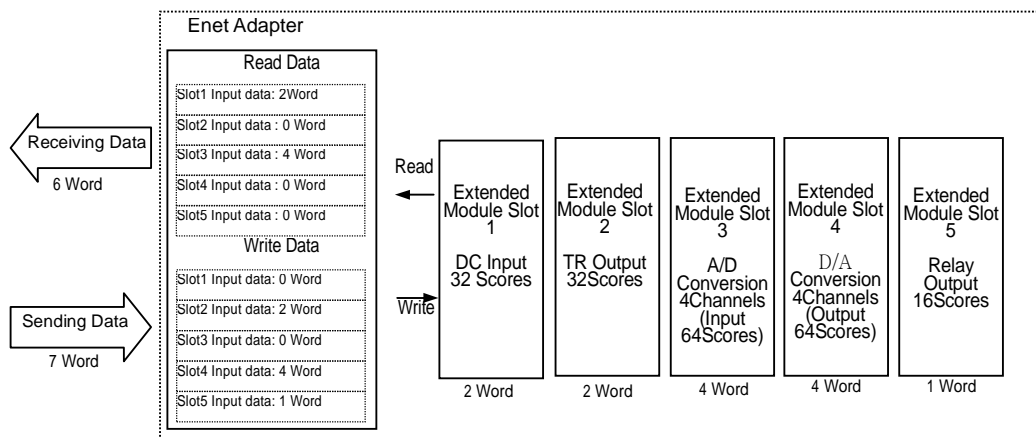 Enet Adapter
Read Data
Slot1 Input data: 2Word
Slot2 Input data : 0 Word
Slot3 Input data : 4 Word
Slot4 Input data : 0 Word
Slot5 Input data : 0 Word
Write Data
Slot1 Input data: 0 Word
Slot2 Input data: 2 Word
Slot3 Input data: 0 Word
Slot4 Input data: 4 Word
Slot5 Input data: 1 Word
Receiving Data
6 Word
Sending Data
7 Word
Read
Write
Extended
Module Slot
1
DC Input
32 Scores
2 Word
Extended
Module Slot
2
TR Output
32Scores
2 Word
Extended
Module Slot
3
A/D
Conversion
4Channels
(Input
64Scores)
4 Word
Extended
Module Slot
4
D/A
Conversion
4Channels
(Output
64Scores)
4 Word
Extended
Module Slot
5
Relay
Output
16Scores
1 Word